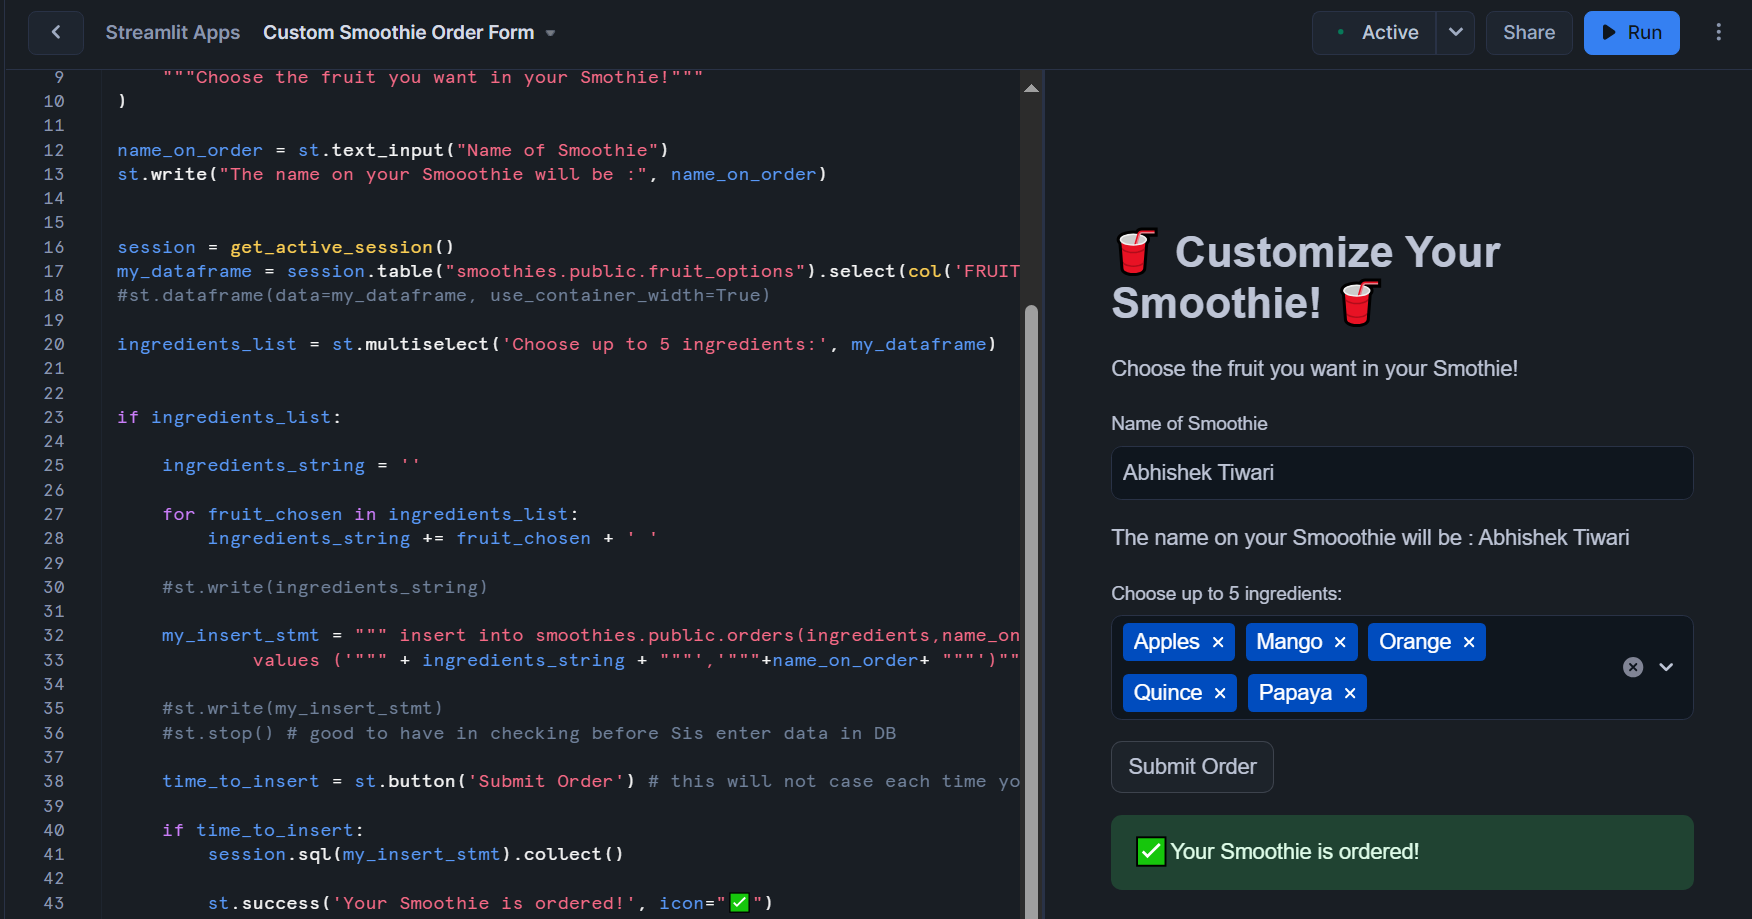 Streamlit Apps Custom Smoothie Order Form
Active Share Run
9 """Choose the fruit you want in your Smothie!"""
10 )
11
12 name_on_order = st.text_input("Name of Smoothie")
13 st.write("The name on your Smooothie will be :", name_on_order)
14
15
16 session = get_active_session()
17 my_dataframe = session.table("smoothies.public.fruit_options").select(col('FRUIT
18 #st.dataframe(data=my_dataframe, use_container_width=True)
19
20 ingredients_list = st.multiselect('Choose up to 5 ingredients:', my_dataframe)
21
22
23 if ingredients_list:
24
25 ingredients_string = ''
26
27 for fruit_chosen in ingredients_list:
28 ingredients_string += fruit_chosen + ' '
29
30 #st.write(ingredients_string)
31
32 my_insert_stmt = """ insert into smoothies.public.orders(ingredients,name_on
33 values ('""" + ingredients_string + """','"""+name_on_order+ """')""
34
35 #st.write(my_insert_stmt)
36 #st.stop() # good to have in checking before Sis enter data in DB
37
38 time_to_insert = st.button('Submit Order') # this will not case each time yo
39
40 if time_to_insert:
41 session.sql(my_insert_stmt).collect()
42
43 st.success('Your Smoothie is ordered!', icon="✅")
Customize Your
Smoothie!
Choose the fruit you want in your Smothie!
Name of Smoothie
Abhishek Tiwari
The name on your Smooothie will be : Abhishek Tiwari
Choose up to 5 ingredients:
Apples Mango Orange
Quince Papaya
Submit Order
✅ Your Smoothie is ordered!